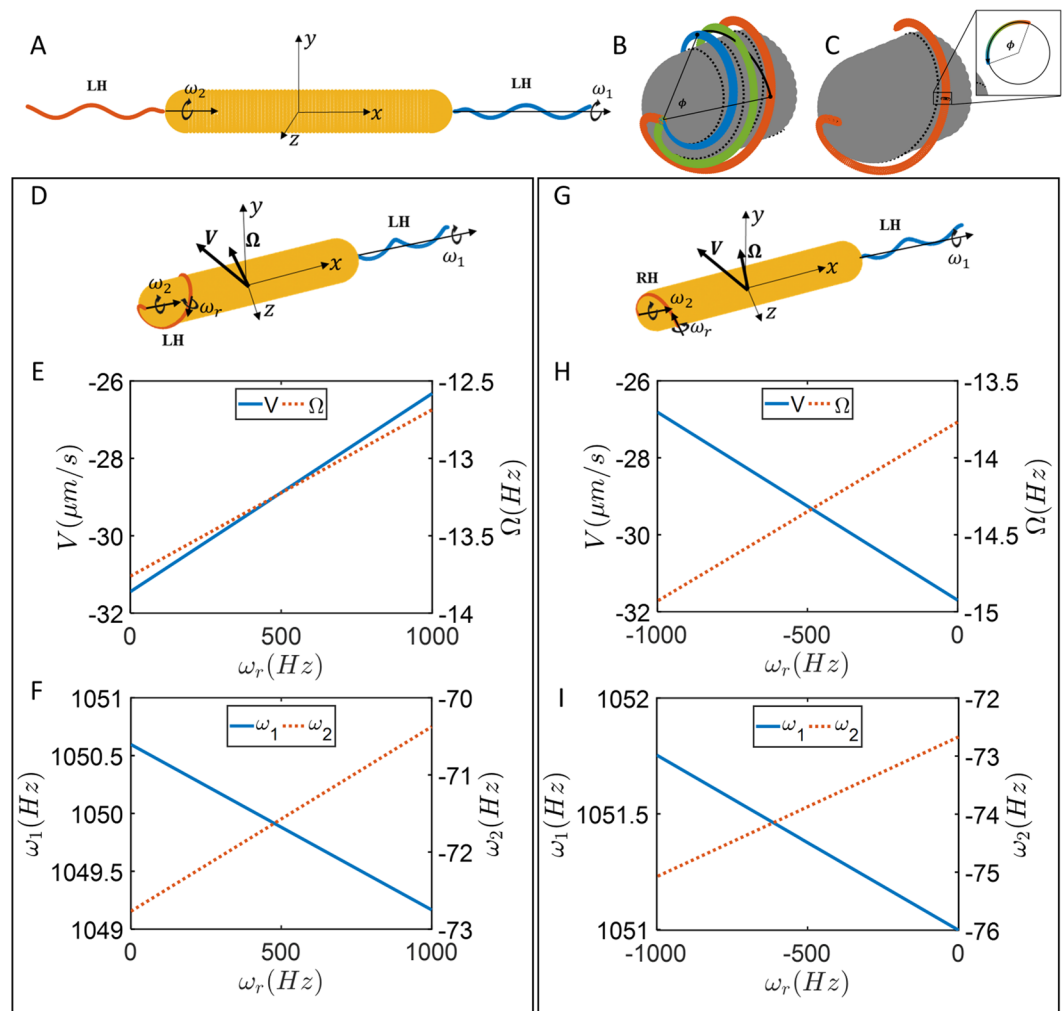 A
LH
ω₂
y
x
z
LH
ω₁
B
ϕ
C
ϕ
D
y
V
Ω
LH
ω₁
x
z
ω₂
ωᵣ
LH
E
V
Ω
-26
-28
-30
-32
-12.5
-13
-13.5
-14
V(μm/s)
Ω(Hz)
0
500
1000
ωᵣ(Hz)
F
ω₁
ω₂
1051
1050.5
1050
1049.5
1049
-70
-71
-72
-73
ω₁(Hz)
ω₂(Hz)
0
500
1000
ωᵣ(Hz)
G
y
V
Ω
LH
ω₁
x
z
RH
ω₂
ωᵣ
H
V
Ω
-26
-28
-30
-32
-13.5
-14
-14.5
-15
V(μm/s)
Ω(Hz)
-1000
-500
0
ωᵣ(Hz)
I
ω₁
ω₂
1052
1051.5
1051
-72
-73
-74
-75
-76
ω₁(Hz)
ω₂(Hz)
-1000
-500
0
ωᵣ(Hz)